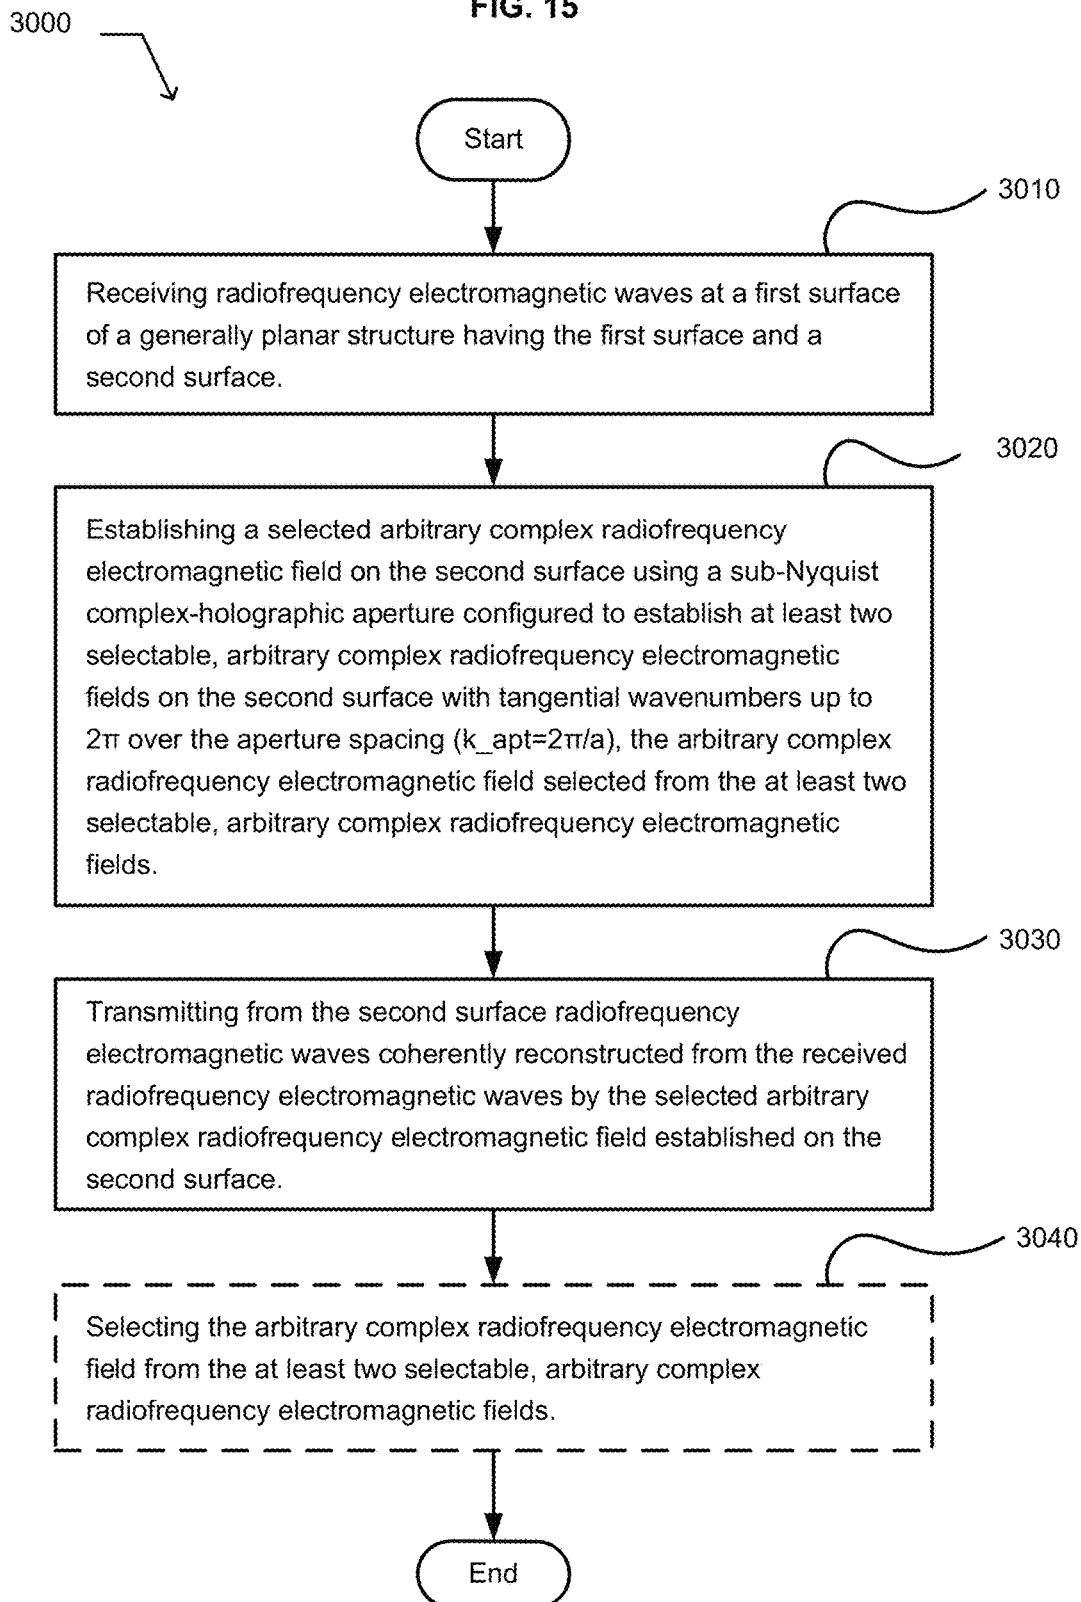 FIG. 15
3000
Start
3010
Receiving radiofrequency electromagnetic waves at a first surface
of a generally planar structure having the first surface and a
second surface.
3020
Establishing a selected arbitrary complex radiofrequency
electromagnetic field on the second surface using a sub-Nyquist
complex-holographic aperture configured to establish at least two
selectable, arbitrary complex radiofrequency electromagnetic
fields on the second surface with tangential wavenumbers up to
2π over the aperture spacing (k_apt=2π/a), the arbitrary complex
radiofrequency electromagnetic field selected from the at least two
selectable, arbitrary complex radiofrequency electromagnetic
fields.
3030
Transmitting from the second surface radiofrequency
electromagnetic waves coherently reconstructed from the received
radiofrequency electromagnetic waves by the selected arbitrary
complex radiofrequency electromagnetic field established on the
second surface.
3040
Selecting the arbitrary complex radiofrequency electromagnetic
field from the at least two selectable, arbitrary complex
radiofrequency electromagnetic fields.
End